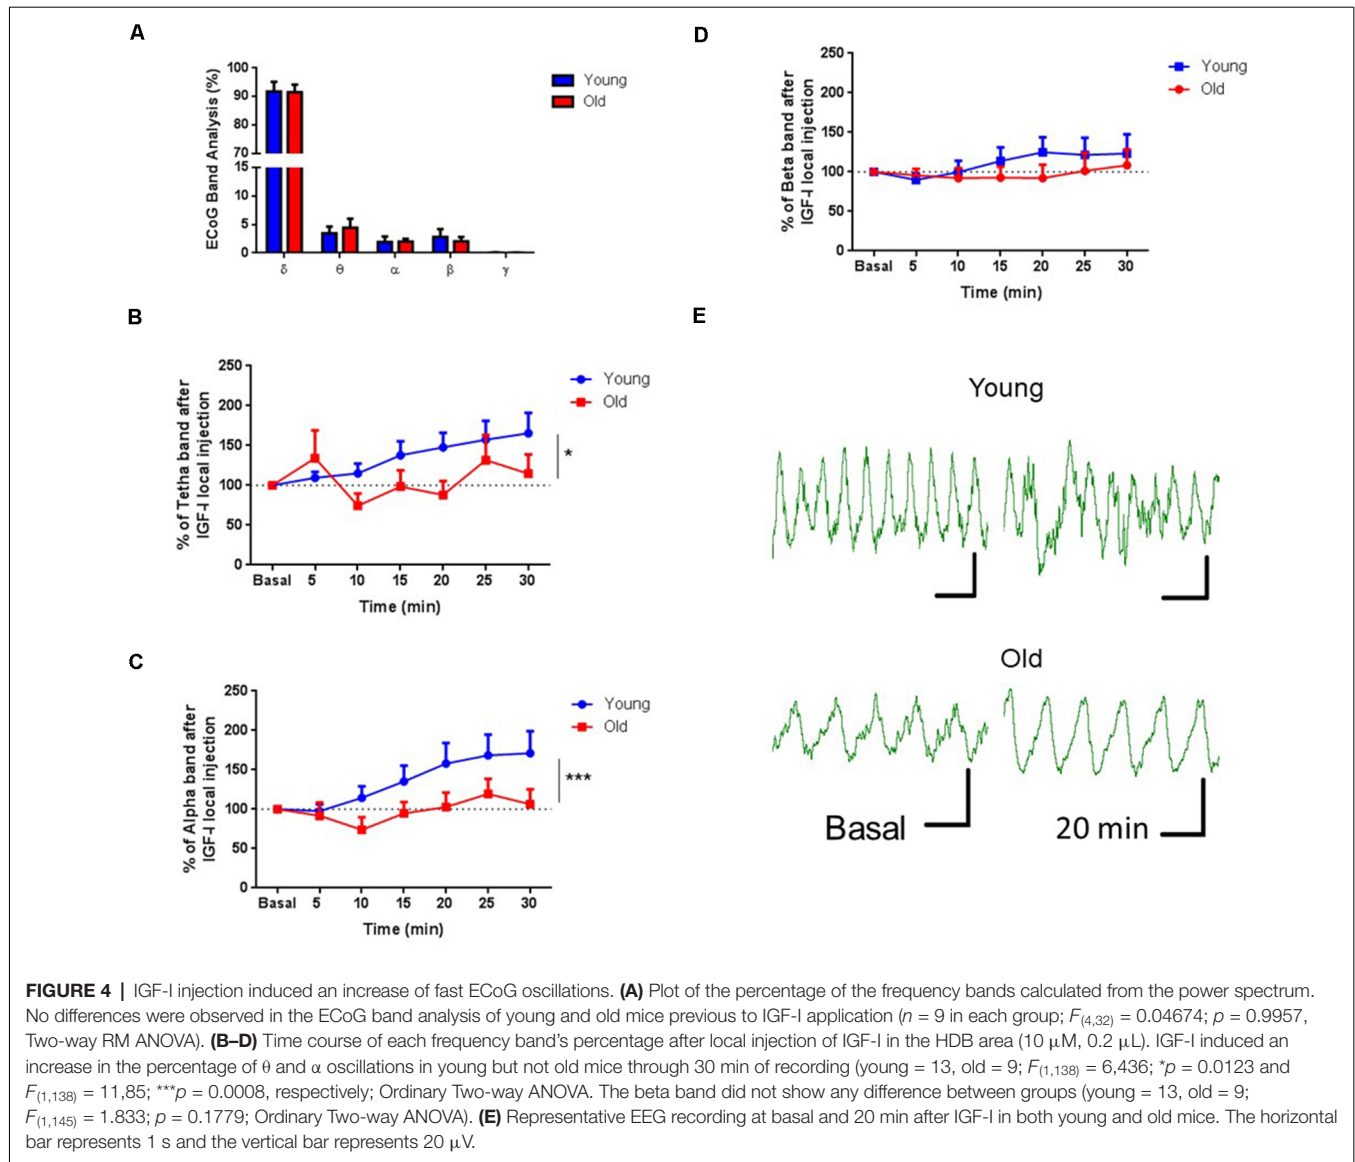 A
ECoG Band Analysis (%)
100
90
80
70
15
10
5
0
δ θ α β γ
Young
Old
B
% of Tetha band after
IGF-I local injection
250
200
150
100
50
0
Basal 5 10 15 20 25 30
Time (min)
Young
Old
*
C
% of Alpha band after
IGF-I local injection
250
200
150
100
50
0
Basal 5 10 15 20 25 30
Time (min)
Young
Old
***
D
% of Beta band after
IGF-I local injection
250
200
150
100
50
0
Basal 5 10 15 20 25 30
Time (min)
Young
Old
E
Young
Old
Basal
20 min
FIGURE 4 | IGF-I injection induced an increase of fast ECoG oscillations. (A) Plot of the percentage of the frequency bands calculated from the power spectrum.
No differences were observed in the ECoG band analysis of young and old mice previous to IGF-I application (n = 9 in each group; F(4,32) = 0.04674; p = 0.9957,
Two-way RM ANOVA). (B–D) Time course of each frequency band's percentage after local injection of IGF-I in the HDB area (10 μM, 0.2 μL). IGF-I induced an
increase in the percentage of θ and α oscillations in young but not old mice through 30 min of recording (young = 13, old = 9; F(1,138) = 6,436; *p = 0.0123 and
F(1,138) = 11,85; ***p = 0.0008, respectively; Ordinary Two-way ANOVA. The beta band did not show any difference between groups (young = 13, old = 9;
F(1,145) = 1.833; p = 0.1779; Ordinary Two-way ANOVA). (E) Representative EEG recording at basal and 20 min after IGF-I in both young and old mice. The horizontal
bar represents 1 s and the vertical bar represents 20 μV.